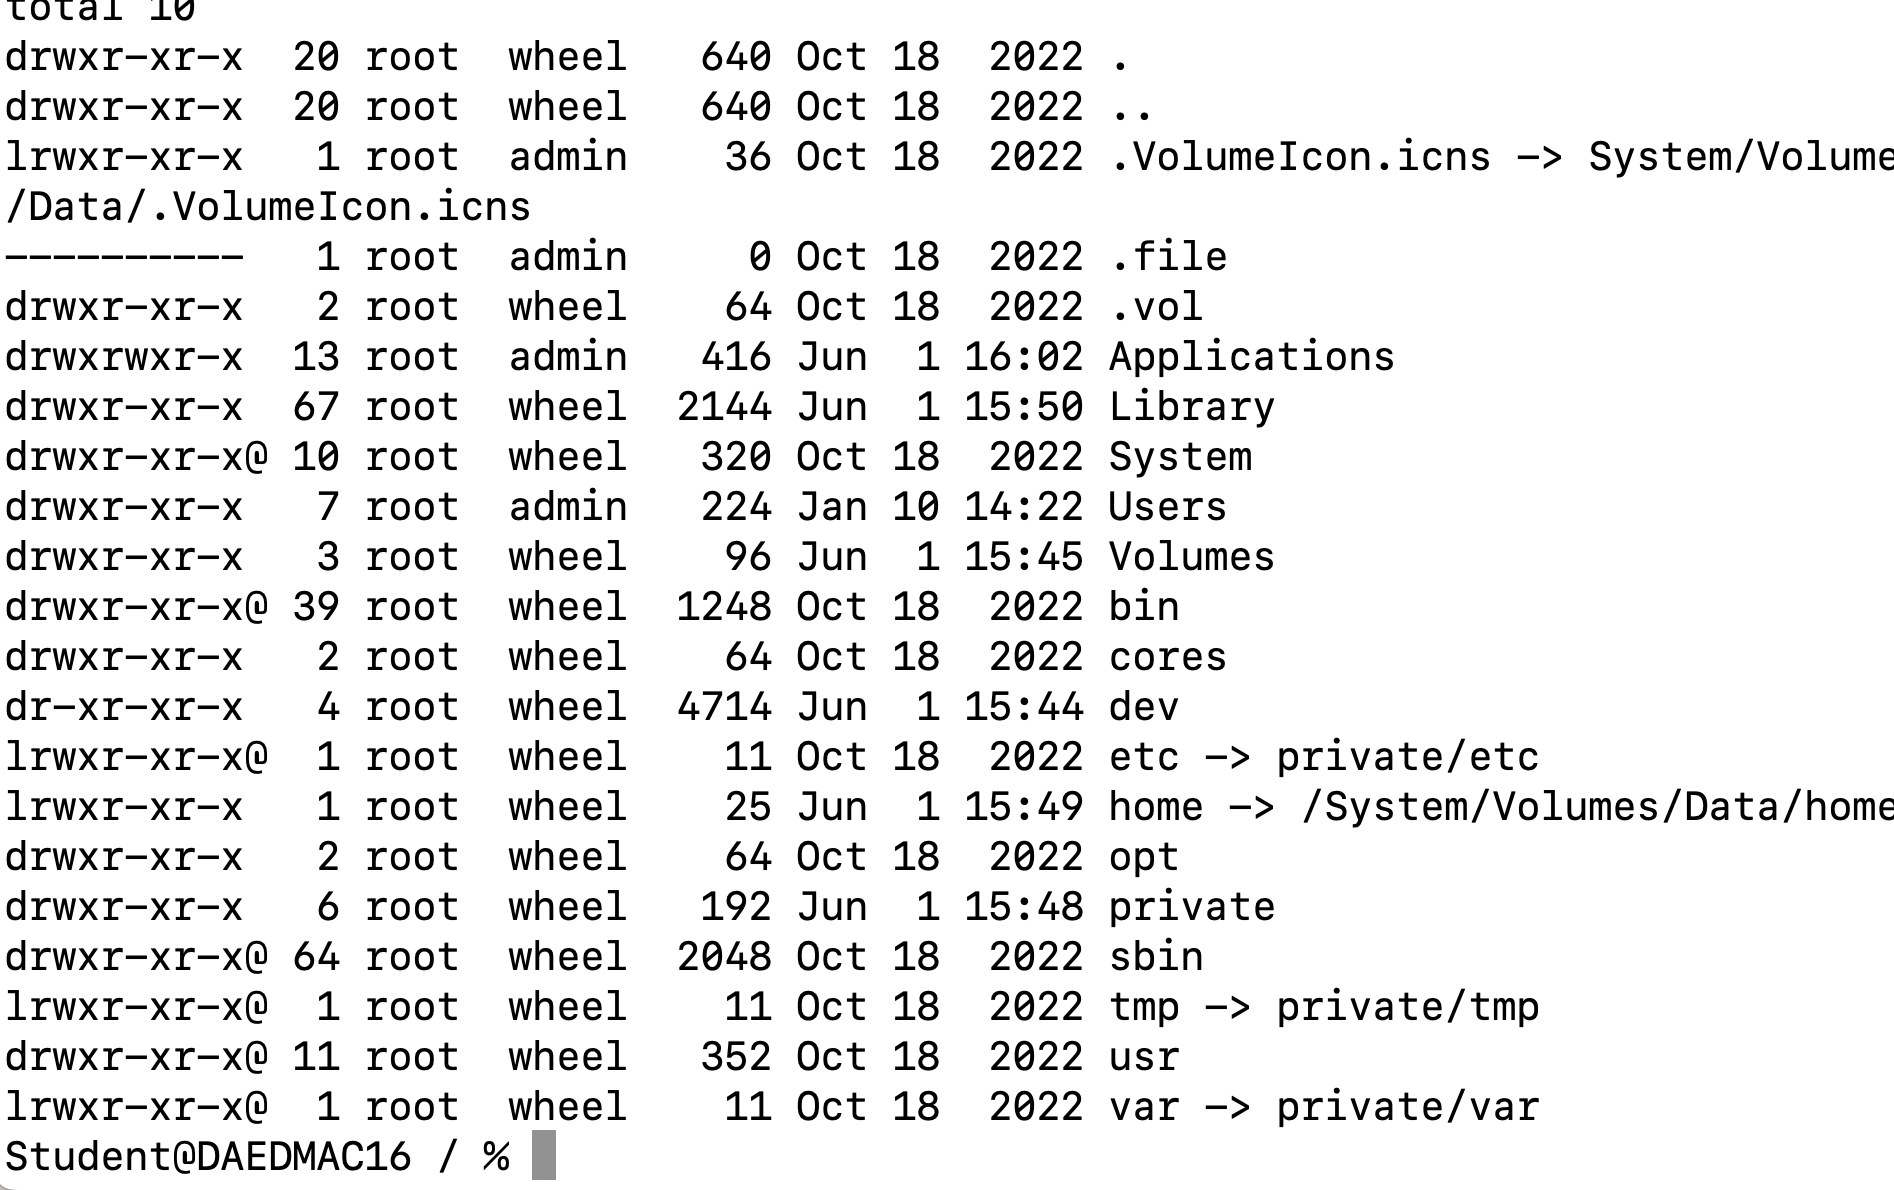 total 10
drwxr-xr-x  20 root  wheel   640 Oct 18  2022 .
drwxr-xr-x  20 root  wheel   640 Oct 18  2022 ..
lrwxr-xr-x   1 root  admin    36 Oct 18  2022 .VolumeIcon.icns -> System/Volume
/Data/.VolumeIcon.icns
----------   1 root  admin     0 Oct 18  2022 .file
drwxr-xr-x   2 root  wheel    64 Oct 18  2022 .vol
drwxrwxr-x  13 root  admin   416 Jun  1 16:02 Applications
drwxr-xr-x  67 root  wheel  2144 Jun  1 15:50 Library
drwxr-xr-x@ 10 root  wheel   320 Oct 18  2022 System
drwxr-xr-x   7 root  admin   224 Jan 10 14:22 Users
drwxr-xr-x   3 root  wheel    96 Jun  1 15:45 Volumes
drwxr-xr-x@ 39 root  wheel  1248 Oct 18  2022 bin
drwxr-xr-x   2 root  wheel    64 Oct 18  2022 cores
dr-xr-xr-x   4 root  wheel  4714 Jun  1 15:44 dev
lrwxr-xr-x@  1 root  wheel    11 Oct 18  2022 etc -> private/etc
lrwxr-xr-x   1 root  wheel    25 Jun  1 15:49 home -> /System/Volumes/Data/home
drwxr-xr-x   2 root  wheel    64 Oct 18  2022 opt
drwxr-xr-x   6 root  wheel   192 Jun  1 15:48 private
drwxr-xr-x@ 64 root  wheel  2048 Oct 18  2022 sbin
lrwxr-xr-x@  1 root  wheel    11 Oct 18  2022 tmp -> private/tmp
drwxr-xr-x@ 11 root  wheel   352 Oct 18  2022 usr
lrwxr-xr-x@  1 root  wheel    11 Oct 18  2022 var -> private/var
Student@DAEDMAC16 / %